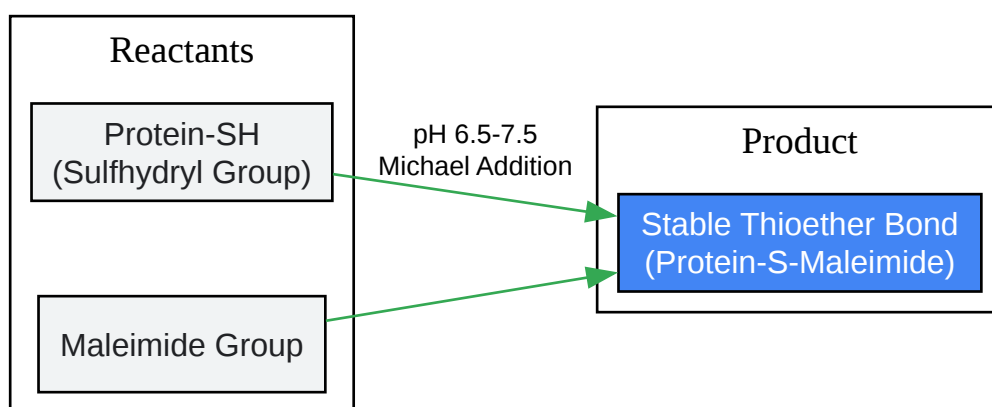 Reactants
Protein-SH
(Sulfhydryl Group)
Maleimide Group
pH 6.5-7.5
Michael Addition
Product
Stable Thioether Bond
(Protein-S-Maleimide)